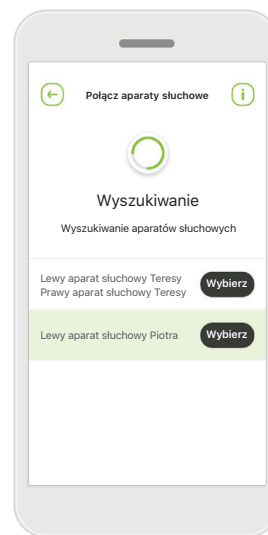 Połącz aparaty słuchowe
Wyszukiwanie
Wyszukiwanie aparatów słuchowych
Lewy aparat słuchowy Teresy
Prawy aparat słuchowy Teresy
Wybierz
Lewy aparat słuchowy Piotra
Wybierz